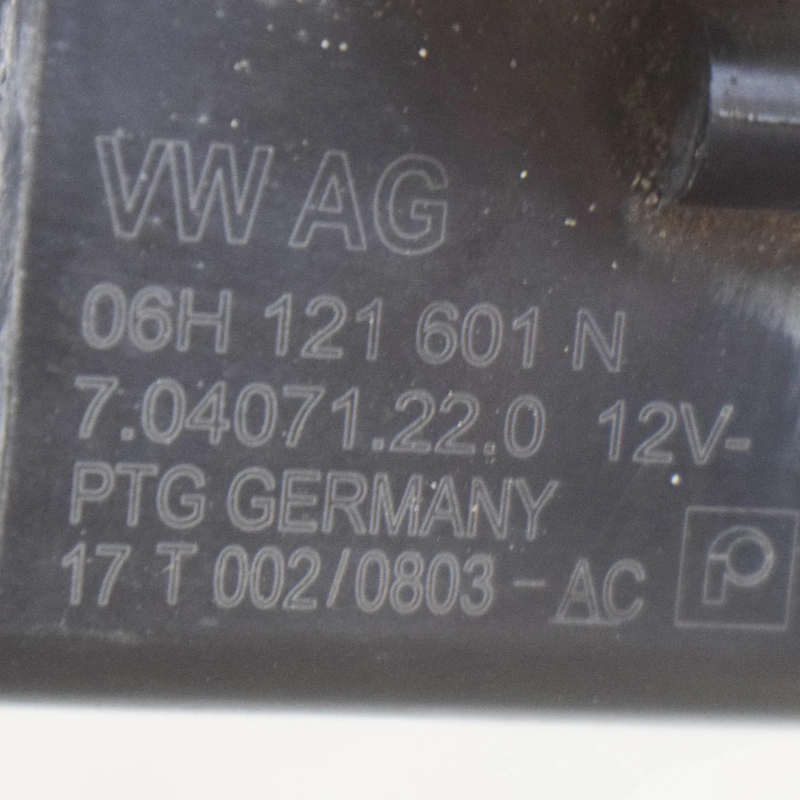 VW AG
06H 121 601 N
7.04071.22.0 12V-
PTG GERMANY
17 T 002/0803 - AC